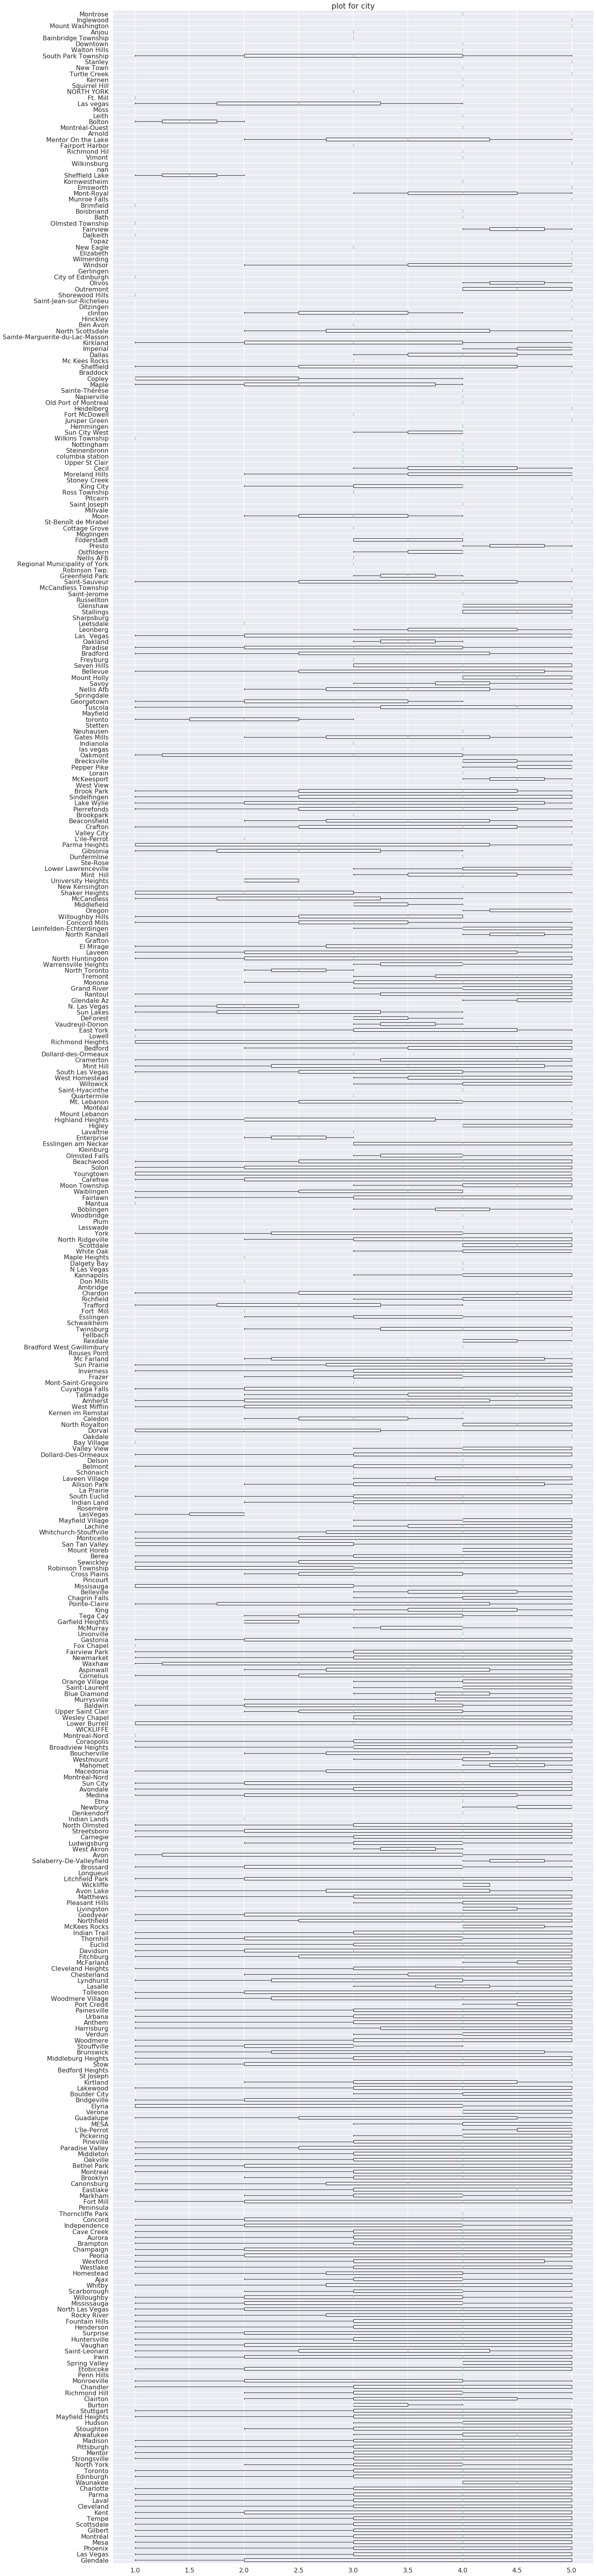 plot for city
Montrose
Inglewood
Mount Washington
Anjou
Bainbridge Township
Downtown
Walton Hills
South Park Township
Stanley
New Town
Turtle Creek
Kernen
Squirrel Hill
NORTH YORK
Ft. Mill
Las vegas
Moss
Leith
Bolton
Montréal-Ouest
Arnold
Mentor On the Lake
Fairport Harbor
Richmond Hil
Vimont
Wilkinsburg
nan
Sheffield Lake
Kornwestheim
Emsworth
Mont-Royal
Munroe Falls
Brimfield
Boisbriand
Bath
Olmsted Township
Fairview
Dalkeith
Topaz
New Eagle
Elizabeth
Wilmerding
Windsor
Gerlingen
City of Edinburgh
Olivos
Outremont
Shorewood Hills
Saint-Jean-sur-Richelieu
Ditzingen
clinton
Hinckley
Ben Avon
North Scottsdale
Sainte-Marguerite-du-Lac-Masson
Kirkland
Imperial
Dallas
Mc Kees Rocks
Sheffield
Braddock
Copley
Maple
Sainte-Thérèse
Napierville
Old Port of Montreal
Heidelberg
Fort McDowell
Juniper Green
Hemmingen
Sun City West
Wilkins Township
Nottingham
Steinenbronn
columbia station
Upper St Clair
Cecil
Moreland Hills
Stoney Creek
King City
Ross Township
Pitcairn
Saint Joseph
Millvale
Moon
St-Benoît de Mirabel
Cottage Grove
Möglingen
Filderstadt
Presto
Ostfildern
Nellis AFB
Regional Municipality of York
Robinson Twp.
Greenfield Park
Saint-Sauveur
McCandless Township
Saint-Jerome
Russellton
Glenshaw
Stallings
Sharpsburg
Leetsdale
Leonberg
Las  Vegas
Oakland
Paradise
Bradford
Freyburg
Seven Hills
Bellevue
Mount Holly
Savoy
Nellis Afb
Springdale
Georgetown
Tuscola
Mayfield
toronto
Stetten
Neuhausen
Gates Mills
Indianola
las vegas
Oakmont
Brecksville
Pepper Pike
Lorain
McKeesport
West View
Brook Park
Sindelfingen
Lake Wylie
Pierrefonds
Brookpark
Beaconsfield
Crafton
Valley City
L'ile-Perrot
Parma Heights
Gibsonia
Dunfermline
Ste-Rose
Lower Lawrenceville
Mint  Hill
University Heights
New Kensington
Shaker Heights
McCandless
Middlefield
Oregon
Willoughby Hills
Concord Mills
Leinfelden-Echterdingen
North Randall
Grafton
El Mirage
Laveen
North Huntingdon
Warrensville Heights
North Toronto
Tremont
Monona
Grand River
Rantoul
Glendale Az
N. Las Vegas
Sun Lakes
DeForest
Vaudreuil-Dorion
East York
Lowell
Richmond Heights
Bedford
Dollard-des-Ormeaux
Cramerton
Mint Hill
South Las Vegas
West Homestead
Willowick
Saint-Hyacinthe
Quartermile
Mt. Lebanon
Montéal
Mount Lebanon
Highland Heights
Higley
Lavaltrie
Enterprise
Esslingen am Neckar
Kleinburg
Olmsted Falls
Beachwood
Solon
Youngtown
Carefree
Moon Township
Waiblingen
Fairlawn
Mantua
Böblingen
Woodbridge
Plum
Lasswade
York
North Ridgeville
Scottdale
White Oak
Maple Heights
Dalgety Bay
N Las Vegas
Kannapolis
Don Mills
Ambridge
Chardon
Richfield
Trafford
Fort  Mill
Esslingen
Schwaikheim
Twinsburg
Fellbach
Rexdale
Bradford West Gwillimbury
Rouses Point
Mc Farland
Sun Prairie
Inverness
Frazer
Mont-Saint-Gregoire
Cuyahoga Falls
Tallmadge
Amherst
West Mifflin
Kernen im Remstal
Caledon
North Royalton
Dorval
Oakdale
Bay Village
Valley View
Dollard-Des-Ormeaux
Delson
Belmont
Schönaich
Laveen Village
Allison Park
La Prairie
South Euclid
Indian Land
Rosemère
LasVegas
Mayfield Village
Lachine
Whitchurch-Stouffville
Monticello
San Tan Valley
Mount Horeb
Berea
Sewickley
Robinson Township
Cross Plains
Pincourt
Missisauga
Belleville
Chagrin Falls
Pointe-Claire
King
Tega Cay
Garfield Heights
McMurray
Unionville
Gastonia
Fox Chapel
Fairview Park
Newmarket
Waxhaw
Aspinwall
Cornelius
Orange Village
Saint-Laurent
Blue Diamond
Murrysville
Baldwin
Upper Saint Clair
Wesley Chapel
Lower Burrell
WICKLIFFE
Montreal-Nord
Coraopolis
Broadview Heights
Boucherville
Westmount
Mahomet
Macedonia
Montréal-Nord
Sun City
Avondale
Medina
Etna
Newbury
Denkendorf
Indian Lands
North Olmsted
Streetsboro
Carnegie
Ludwigsburg
West Akron
Avon
Salaberry-De-Valleyfield
Brossard
Longueuil
Litchfield Park
Wickliffe
Avon Lake
Matthews
Pleasant Hills
Livingston
Goodyear
Northfield
McKees Rocks
Indian Trail
Thornhill
Euclid
Davidson
Fitchburg
McFarland
Cleveland Heights
Chesterland
Lyndhurst
Lasalle
Tolleson
Woodmere Village
Port Credit
Painesville
Urbana
Anthem
Harrisburg
Verdun
Woodmere
Stouffville
Brunswick
Middleburg Heights
Stow
Bedford Heights
St Joseph
Kirtland
Lakewood
Boulder City
Bridgeville
Elyria
Verona
Guadalupe
MESA
L'Île-Perrot
Pickering
Pineville
Paradise Valley
Middleton
Oakville
Bethel Park
Montreal
Brooklyn
Canonsburg
Eastlake
Markham
Fort Mill
Peninsula
Thorncliffe Park
Concord
Independence
Cave Creek
Aurora
Brampton
Champaign
Peoria
Wexford
Westlake
Homestead
Ajax
Whitby
Scarborough
Willoughby
Mississauga
North Las Vegas
Rocky River
Fountain Hills
Henderson
Surprise
Huntersville
Vaughan
Saint-Leonard
Irwin
Spring Valley
Etobicoke
Penn Hills
Monroeville
Chandler
Richmond Hill
Clairton
Burton
Stuttgart
Mayfield Heights
Hudson
Stoughton
Ahwatukee
Madison
Pittsburgh
Mentor
Strongsville
North York
Toronto
Edinburgh
Waunakee
Charlotte
Parma
Laval
Cleveland
Kent
Tempe
Scottsdale
Gilbert
Montréal
Mesa
Phoenix
Las Vegas
Glendale
1.0 1.5 2.0 2.5 3.0 3.5 4.0 4.5 5.0